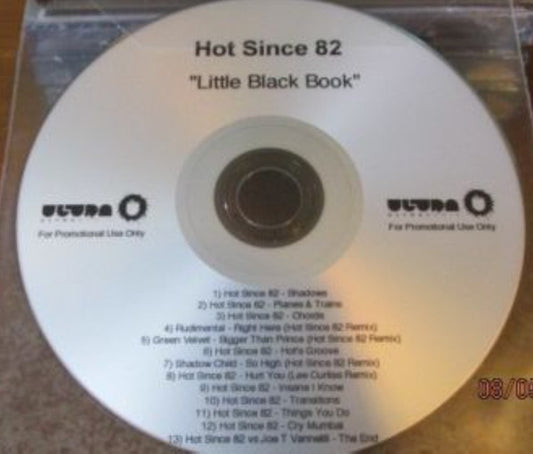 Hot Since 82
"Little Black Book"
ULTRA
For Promotional Use Only
ULTRA
For Promotional Use Only
1) Hot Since 82 - Shadows
2) Hot Since 82 - Planes & Trains
3) Hot Since 82 - Chords
4) Rudimental - Right Here (Hot Since 82 Remix)
5) Green Velvet - Bigger Than Prince (Hot Since 82 Remix)
6) Hot Since 82 - Hot's Groove
7) Shadow Child - So High (Hot Since 82 Remix)
8) Hot Since 82 - Hurt You (Lee Curtiss Remix)
9) Hot Since 82 - Insane I Know
10) Hot Since 82 - Transitions
11) Hot Since 82 - Things You Do
12) Hot Since 82 - Cry Mumbai
13) Hot Since 82 vs Joe T Vannelli - The End